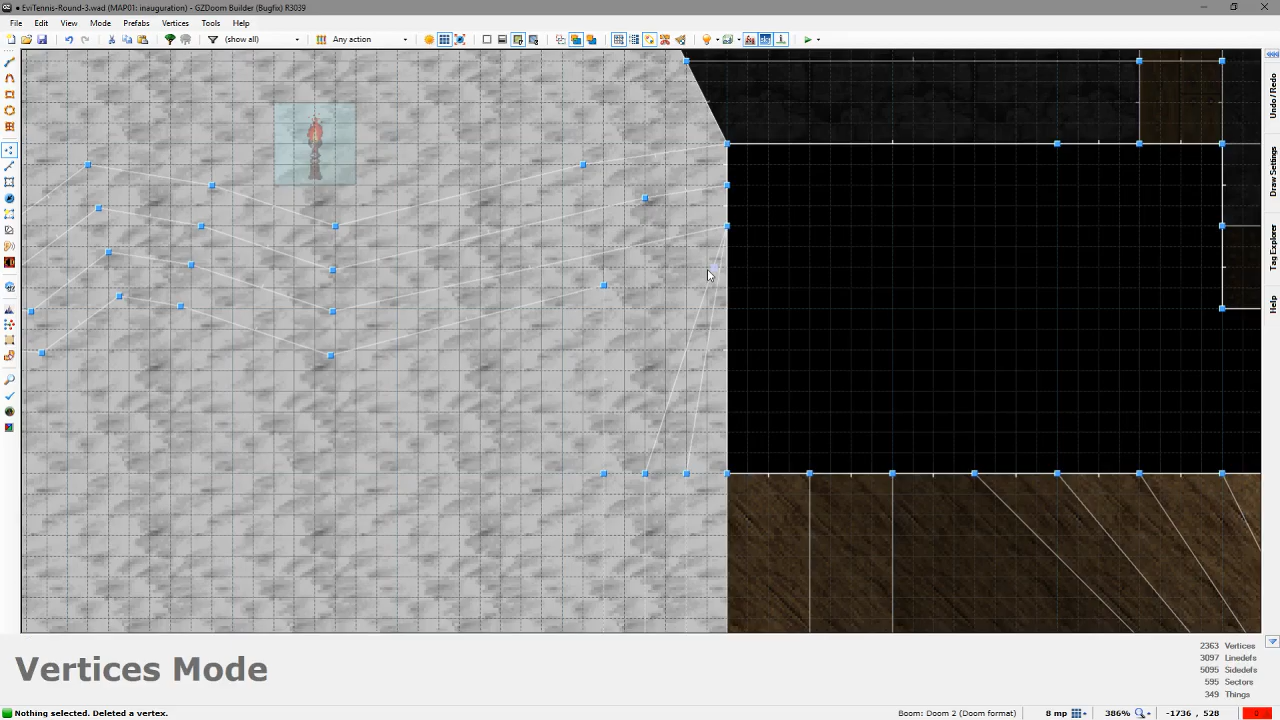 EviTennis-Round-3.wad (MAP01: inauguration) - GZDoom Builder (Bugfix) R3039
File Edit View Mode Prefabs Vertices Tools Help
(show all) Any action
Undo / Redo
Draw Settings
Tag Explorer
Help
Vertices Mode
2363 Vertices
3097 Linedefs
5095 Sidedefs
595 Sectors
349 Things
Nothing selected. Deleted a vertex. Boom: Doom 2 (Doom format) 8 mp 386% -1736 , 528